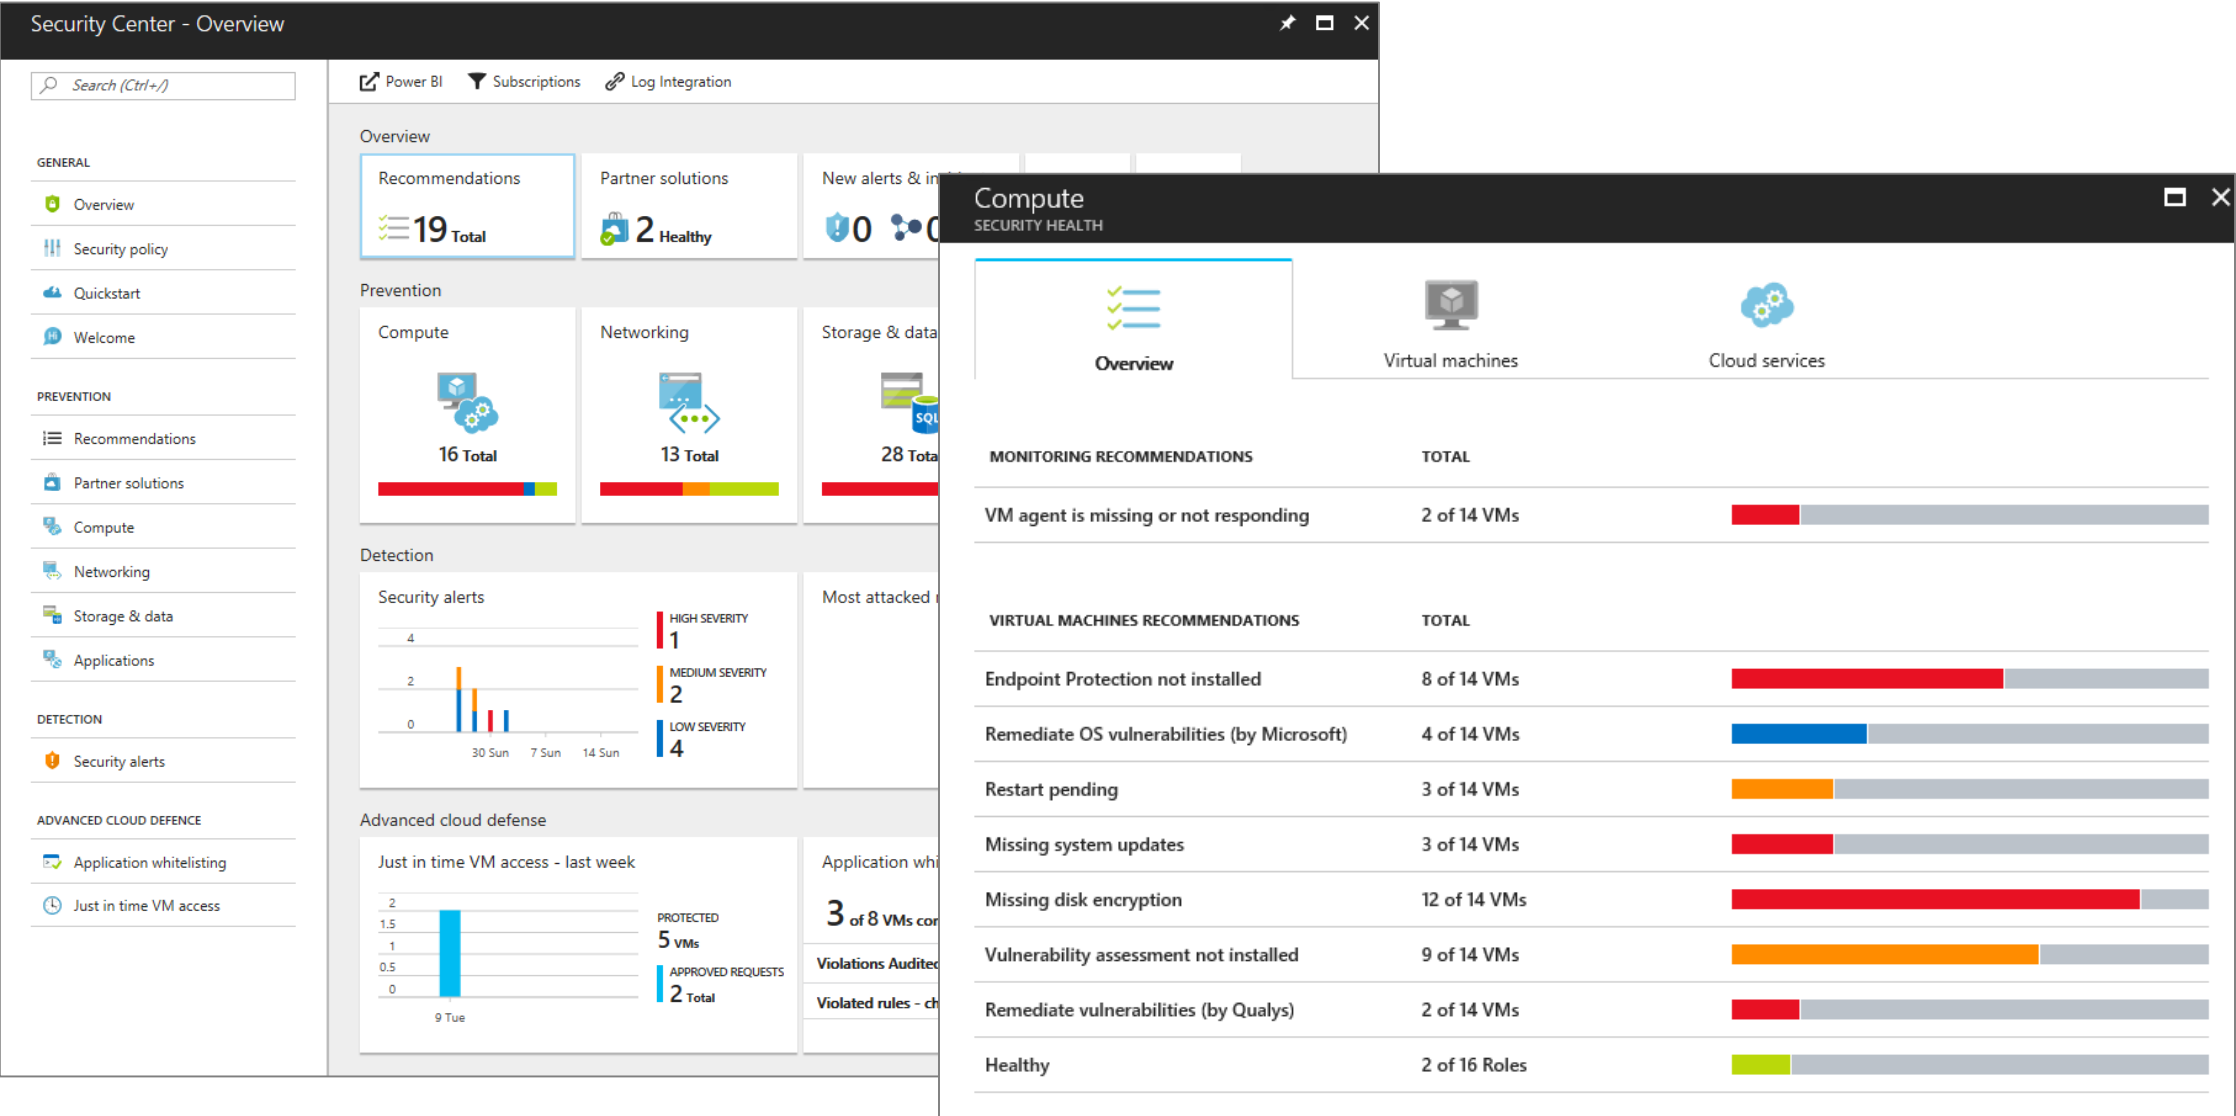 Security Center - Overview
Search (Ctrl+/)
GENERAL
Overview
Security policy
Quickstart
Welcome
PREVENTION
Recommendations
Partner solutions
Compute
Networking
Storage & data
Applications
DETECTION
Security alerts
ADVANCED CLOUD DEFENCE
Application whitelisting
Just in time VM access
Power BI
Subscriptions
Log Integration
Overview
Recommendations
19 Total
Partner solutions
2 Healthy
New alerts &
0
Prevention
Compute
16 Total
Networking
13 Total
Storage & data
SQL
28
Detection
Security alerts
4
2
0
30 Sun
7 Sun
14 Sun
HIGH SEVERITY
1
MEDIUM SEVERITY
2
LOW SEVERITY
4
Most attacked
Advanced cloud defense
Just in time VM access - last week
2
1.5
1
0.5
0
9 Tue
PROTECTED
5 VMs
APPROVED REQUESTS
2 Total
Application
3 of 8 VMs
Violations
Violated rules -
Compute
SECURITY HEALTH
Overview
Virtual machines
Cloud services
MONITORING RECOMMENDATIONS TOTAL
VM agent is missing or not responding 2 of 14 VMs
VIRTUAL MACHINES RECOMMENDATIONS TOTAL
Endpoint Protection not installed 8 of 14 VMs
Remediate OS vulnerabilities (by Microsoft) 4 of 14 VMs
Restart pending 3 of 14 VMs
Missing system updates 3 of 14 VMs
Missing disk encryption 12 of 14 VMs
Vulnerability assessment not installed 9 of 14 VMs
Remediate vulnerabilities (by Qualys) 2 of 14 VMs
Healthy 2 of 16 Roles